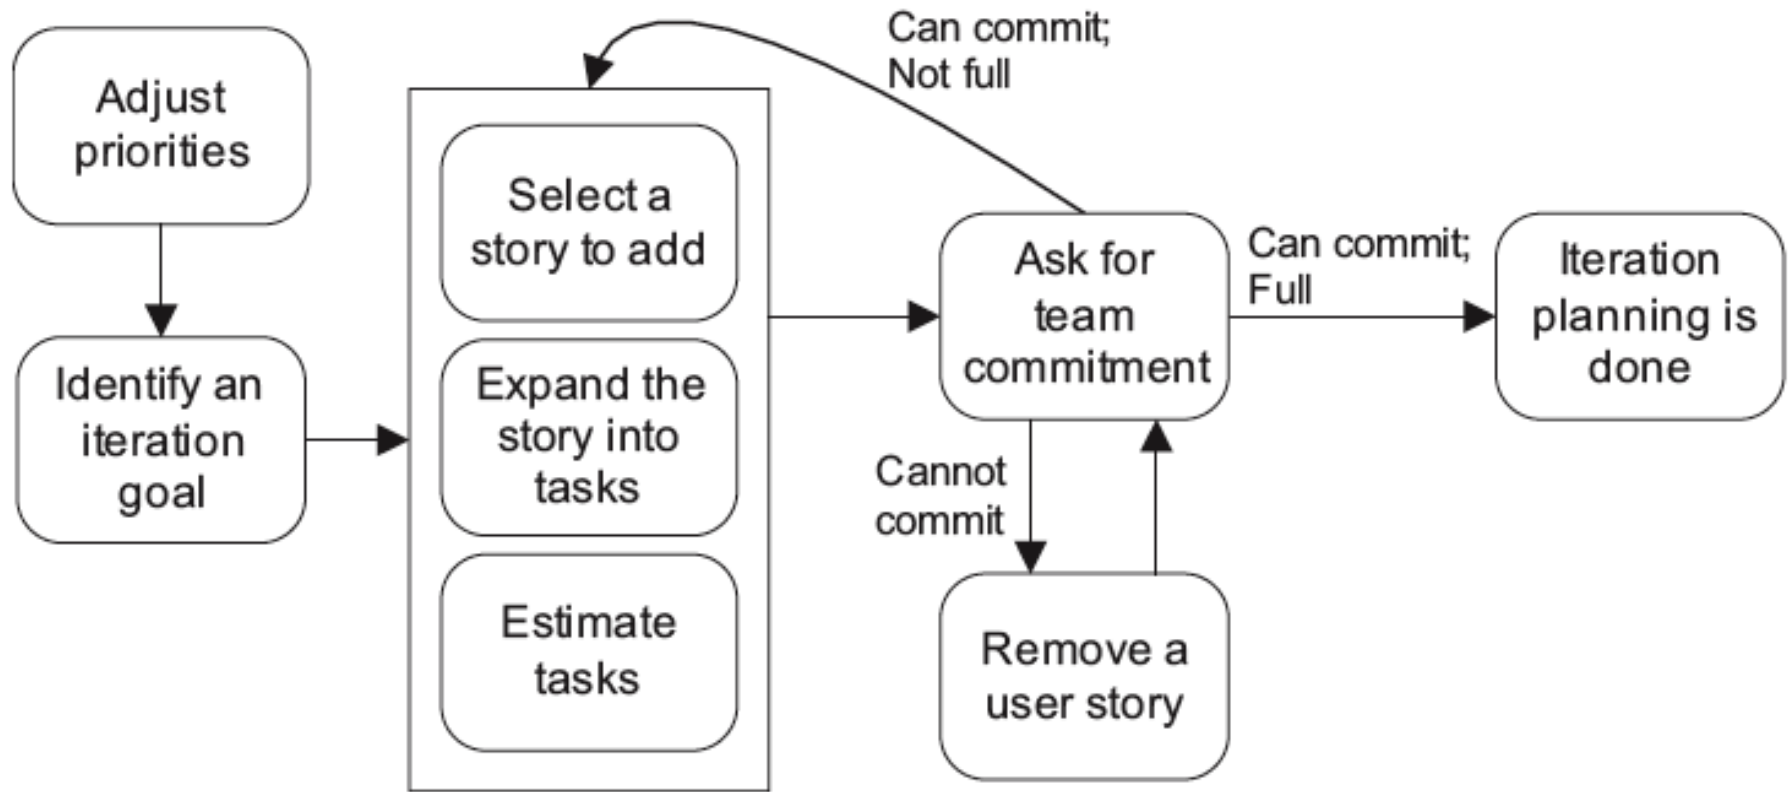 Adjust
priorities
Identify an
iteration
goal
Select a
story to add
Expand the
story into
tasks
Estimate
tasks
Can commit;
Not full
Ask for
team
commitment
Can commit;
Full
Iteration
planning is
done
Cannot
commit
Remove a
user story